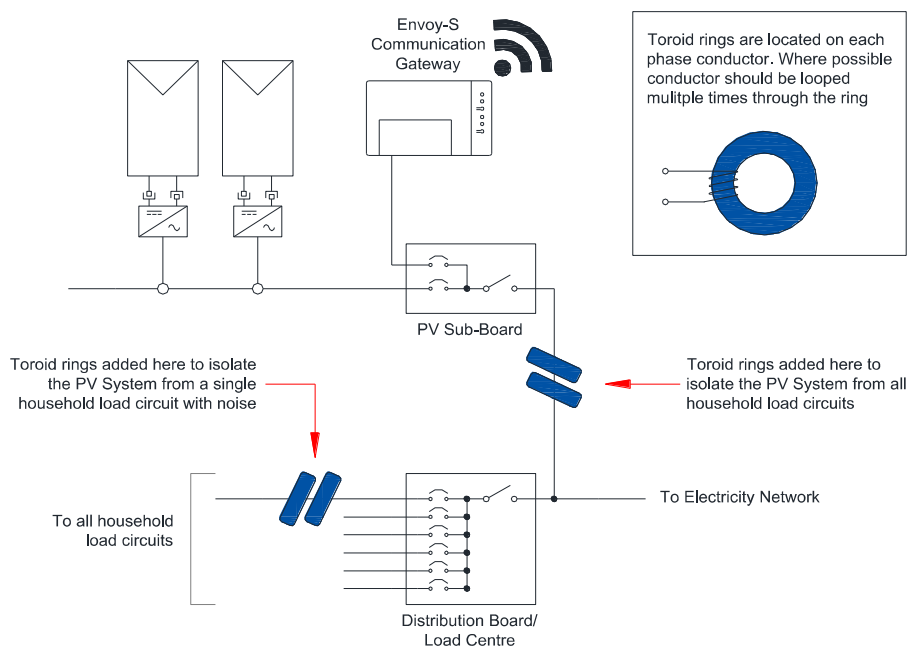 Envoy-S
Communication
Gateway
Toroid rings are located on each
phase conductor. Where possible
conductor should be looped
mulitple times through the ring
PV Sub-Board
Toroid rings added here to isolate
the PV System from a single
household load circuit with noise
Toroid rings added here to
isolate the PV System from all
household load circuits
To all household
load circuits
To Electricity Network
Distribution Board/
Load Centre